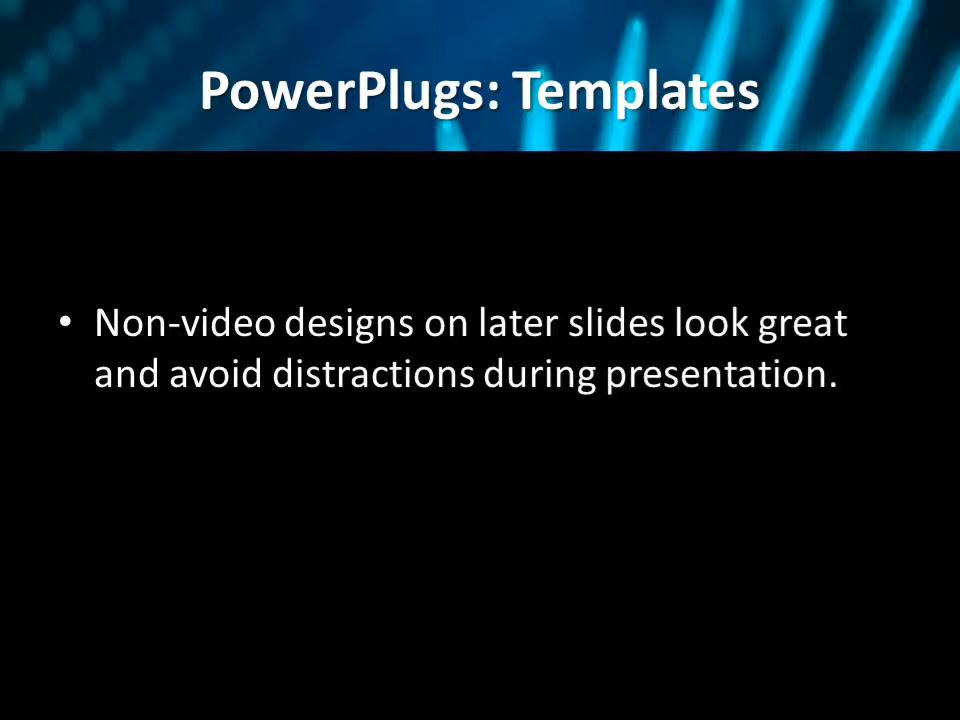 PowerPlugs: Templates
• Non-video designs on later slides look great
and avoid distractions during presentation.